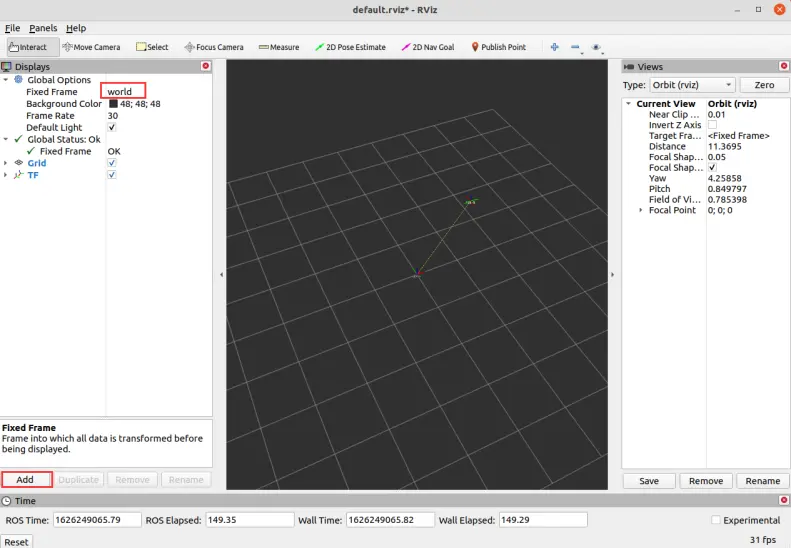 default.rviz* - RViz
File Panels Help
Interact Move Camera Select Focus Camera Measure 2D Pose Estimate 2D Nav Goal Publish Point
Displays
Global Options
Fixed Frame world
Background Color 48; 48; 48
Frame Rate 30
Default Light
Global Status: Ok
Fixed Frame OK
Grid
TF
Fixed Frame
Frame into which all data is transformed before
being displayed.
Add Duplicate Remove Rename
Views
Type: Orbit (rviz) Zero
Current View Orbit (rviz)
Near Clip ... 0.01
Invert Z Axis
Target Fra... <Fixed Frame>
Distance 11.3695
Focal Shap... 0.05
Focal Shap...
Yaw 4.25858
Pitch 0.849797
Field of Vi... 0.785398
Focal Point 0; 0; 0
Save Remove Rename
Time
ROS Time: 1626249065.79 ROS Elapsed: 149.35 Wall Time: 1626249065.82 Wall Elapsed: 149.29 Experimental
Reset 31 fps